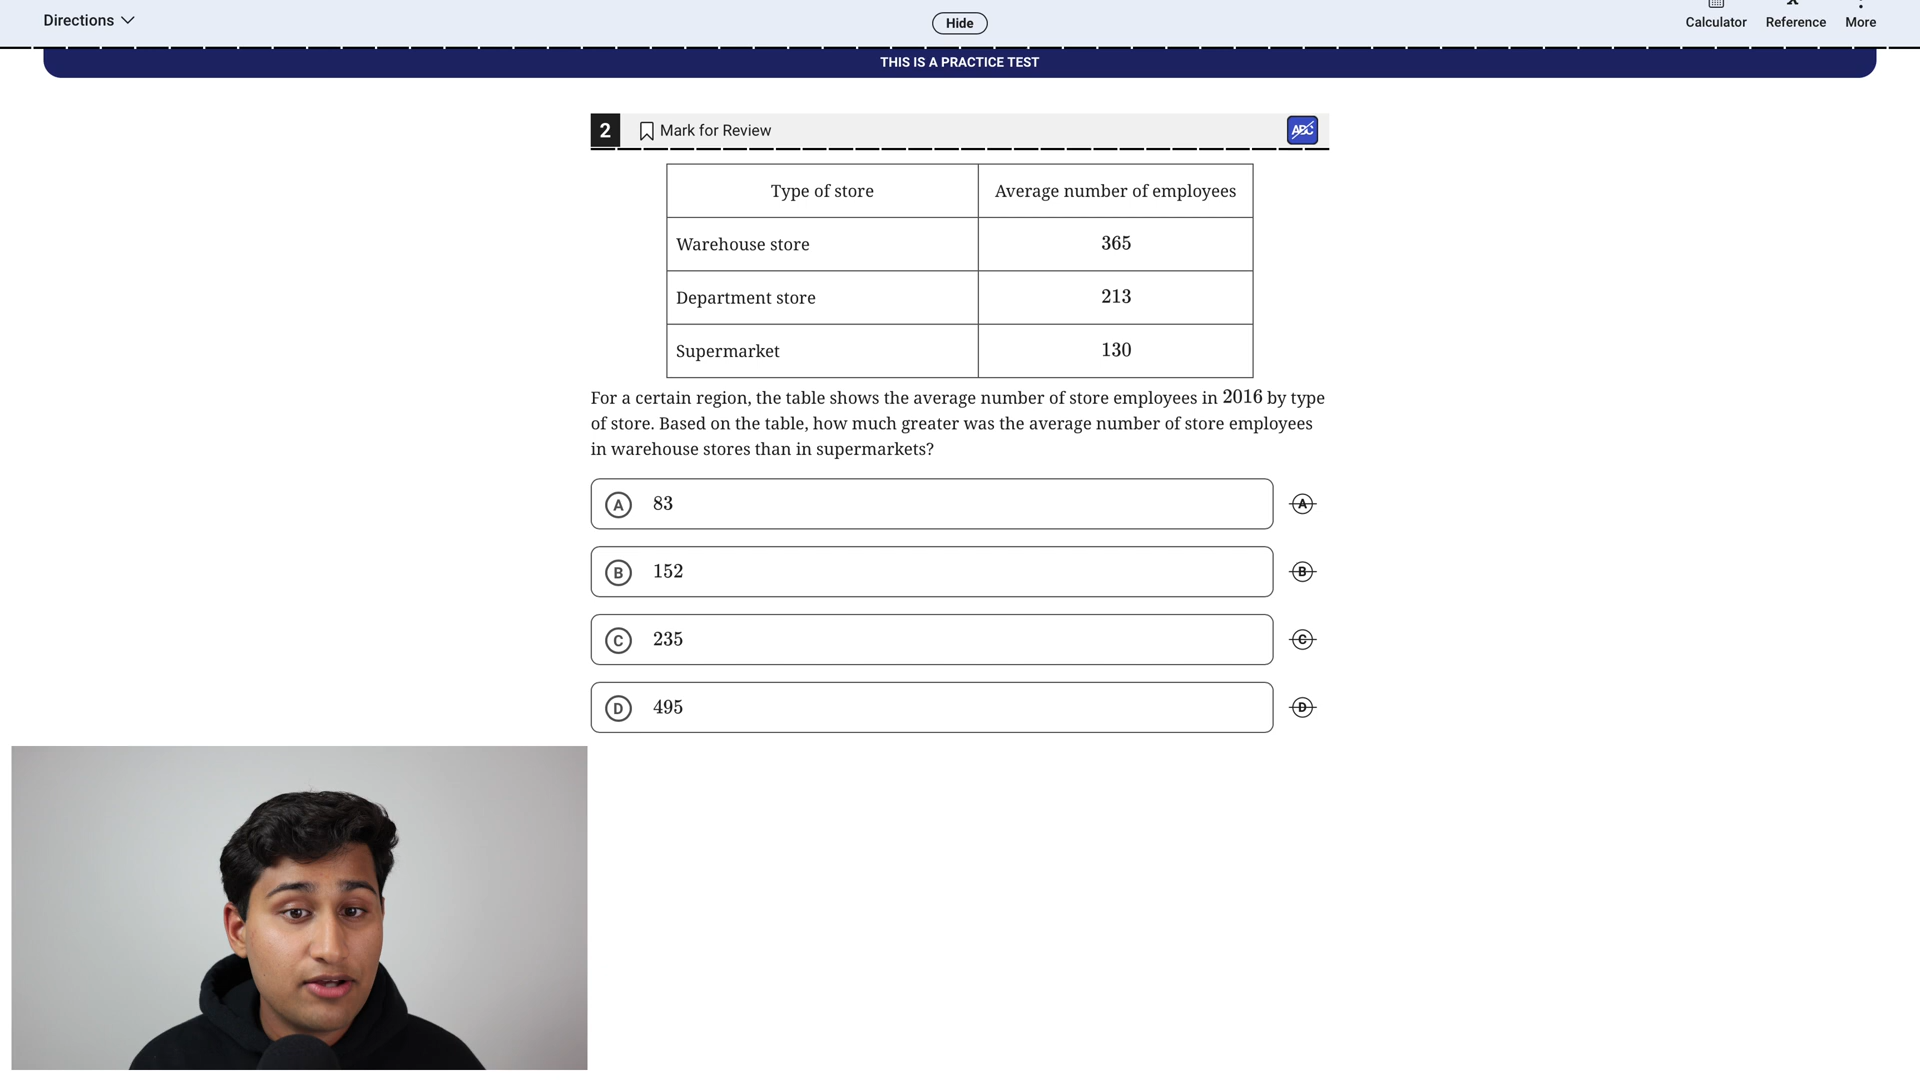 Directions
Hide
Calculator
Reference
More
THIS IS A PRACTICE TEST
2
Mark for Review
ABC
Type of store
Average number of employees
Warehouse store
365
Department store
213
Supermarket
130
For a certain region, the table shows the average number of store employees in 2016 by type
of store. Based on the table, how much greater was the average number of store employees
in warehouse stores than in supermarkets?
A 83
A
B 152
B
C 235
C
D 495
D